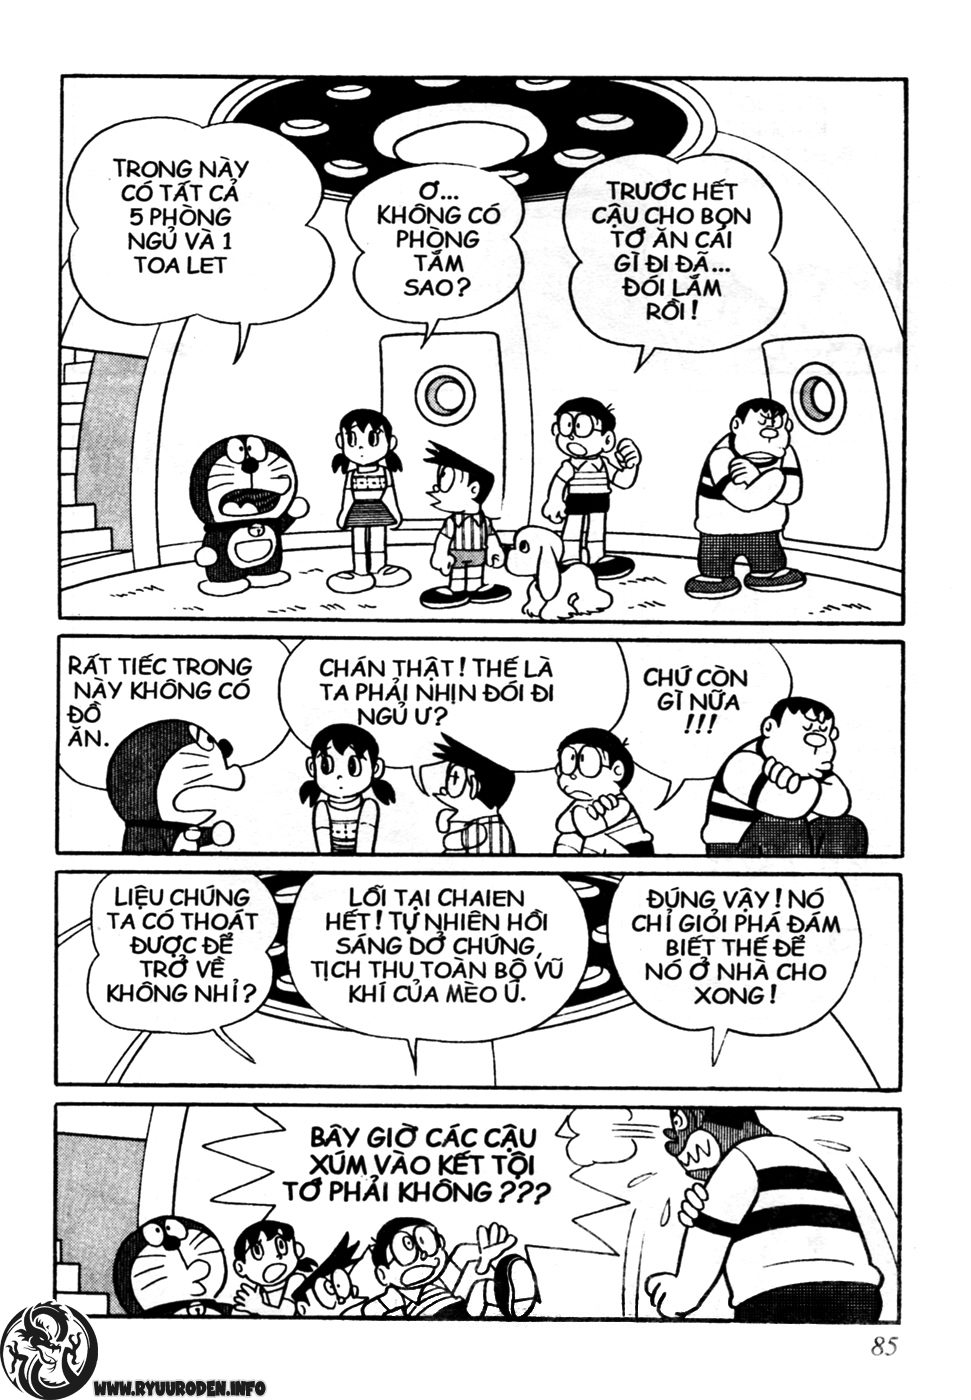 TRONG NÀY
CÓ TẤT CẢ
5 PHÒNG
NGỦ VÀ 1
TOA LET
Ơ...
KHÔNG CÓ
PHÒNG
TẮM
SAO?
TRƯỚC HẾT
CẬU CHO BỌN
TỚ ĂN CÁI
GÌ ĐI ĐÃ...
ĐÓI LẮM
RỒI!
RẤT TIẾC TRONG
NÀY KHÔNG CÓ
ĐỒ
ĂN.
CHÁN THẬT! THẾ LÀ
TA PHẢI NHỊN ĐÓI ĐI
NGỦ Ư?
CHỨ CÒN
GÌ NỮA
!!!
LIỆU CHÚNG
TA CÓ THOÁT
ĐƯỢC ĐỂ
TRỞ VỀ
KHÔNG NHỈ?
LỖI TẠI CHAIEN
HẾT! TỰ NHIÊN HỒI
SÁNG DỞ CHỨNG,
TỊCH THU TOÀN BỘ VŨ
KHÍ CỦA MÈO Ú.
ĐÚNG VẬY! NÓ
CHỈ GIỎI PHÁ ĐÁM
BIẾT THẾ ĐỂ
NÓ Ở NHÀ CHO
XONG!
BÂY GIỜ CÁC CẬU
XÚM VÀO KẾT TỘI
TỚ PHẢI KHÔNG???
85
WWW.RYUURODEN.INFO